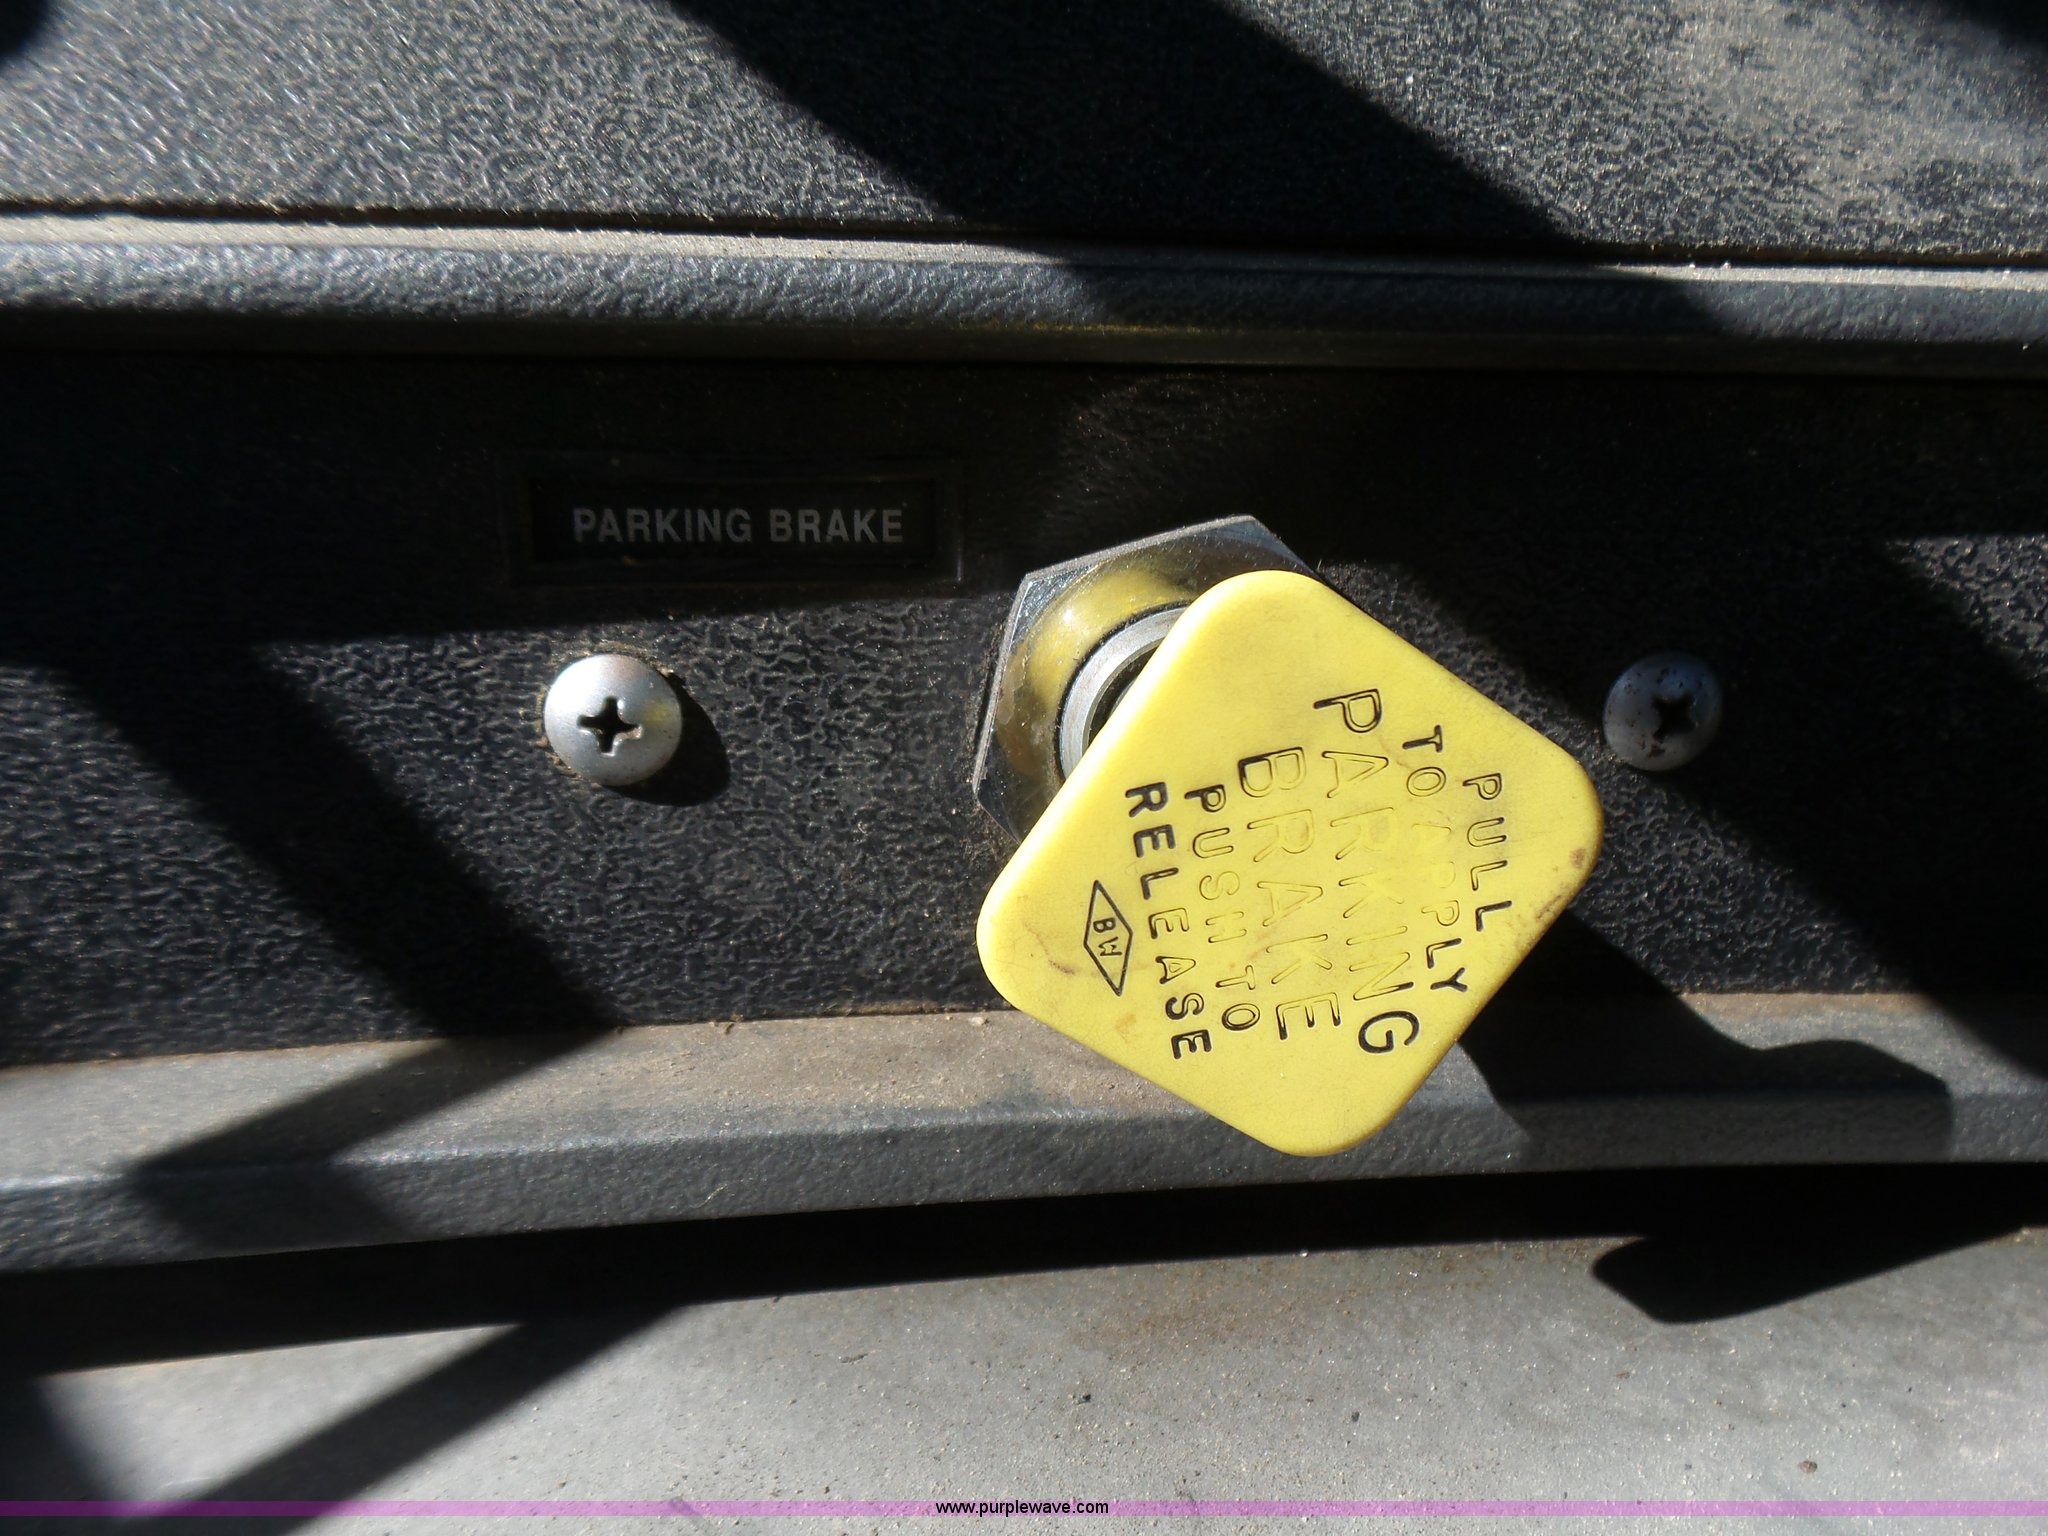 PARKING BRAKE
PULL
TO APPLY
PARKING
BRAKE
PUSH TO
RELEASE
BW
www.purplewave.com